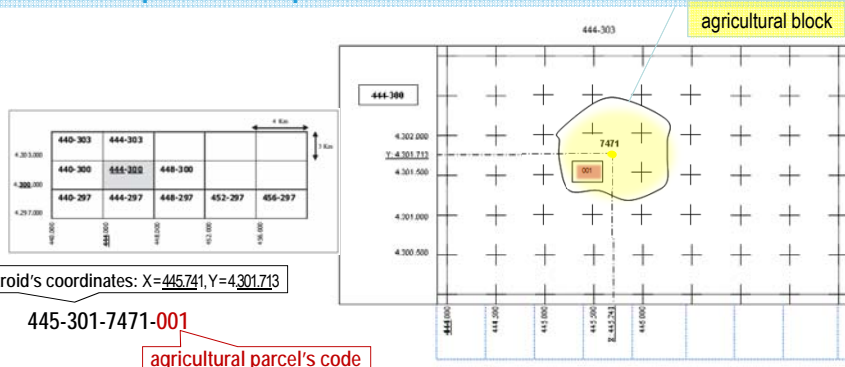 agricultural block
444-303
444-300
4.302.000
7471
Y: 4.301.713
4.301.500
001
4.301.000
4.300.500
444.000
444.500
445.000
445.500
X: 445.741
446.000
4 Km
3 Km
440-303 444-303
4.303.000
440-300 444-300 448-300
4.300.000
440-297 444-297 448-297 452-297 456-297
4.297.000
440.000
444.000
448.000
452.000
456.000
roid's coordinates: X=445.741, Y=4.301.713
445-301-7471-001
agricultural parcel's code